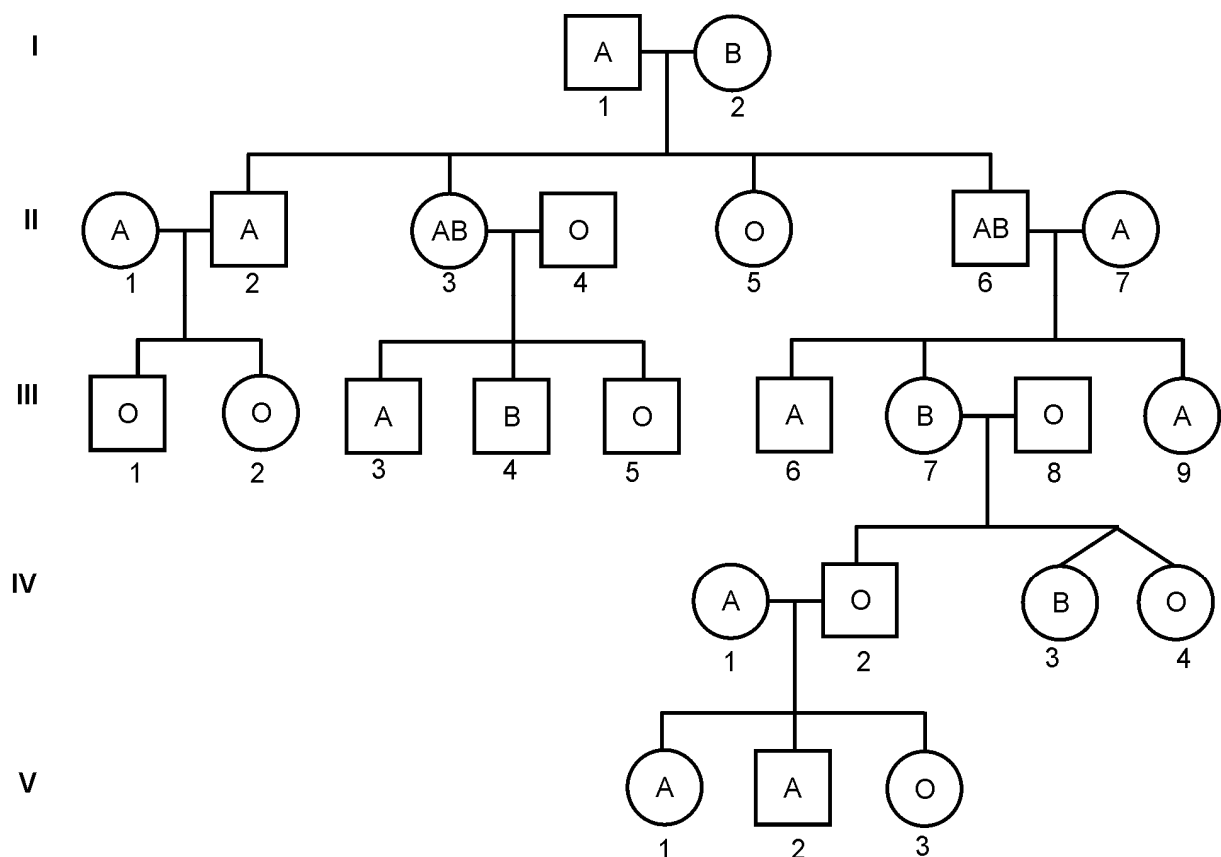 I A B
1 2
II A A AB O O AB A
1 2 3 4 5 6 7
III O O A B O A B O A
1 2 3 4 5 6 7 8 9
IV A O B O
1 2 3 4
V A A O
1 2 3